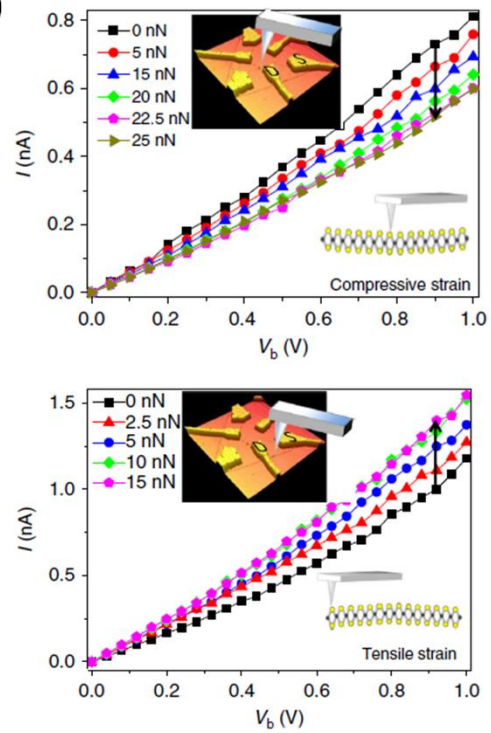 )
0.8
0.6
0.4
0.2
0.0
I (nA)
0 nN
5 nN
15 nN
20 nN
22.5 nN
25 nN
D S
Compressive strain
0.0 0.2 0.4 0.6 0.8 1.0
Vb (V)
1.5
1.0
0.5
0.0
I (nA)
0 nN
2.5 nN
5 nN
10 nN
15 nN
D S
Tensile strain
0.0 0.2 0.4 0.6 0.8 1.0
Vb (V)